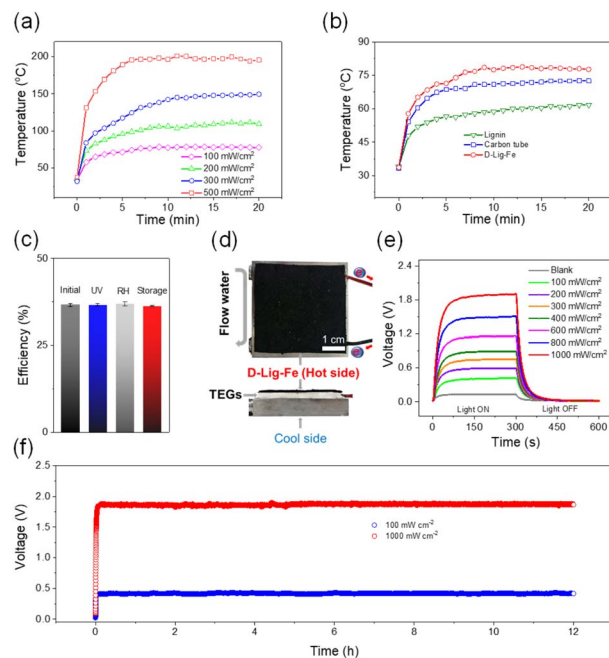 (a)
Temperature (°C)
200
150
100
50
0
100 mW/cm²
200 mW/cm²
300 mW/cm²
500 mW/cm²
0 5 10 15 20
Time (min)
(b)
Temperature (°C)
90
75
60
45
30
Lignin
Carbon tube
D-Lig-Fe
0 5 10 15 20
Time (min)
(c)
Efficiency (%)
50
25
0
Initial UV RH Storage
(d)
Flow water
e
1 cm
e
D-Lig-Fe (Hot side)
TEGs
Cool side
(e)
Voltage (V)
2.4
1.8
1.2
0.6
0.0
Blank
100 mW/cm²
200 mW/cm²
300 mW/cm²
400 mW/cm²
600 mW/cm²
800 mW/cm²
1000 mW/cm²
Light ON Light OFF
0 150 300 450 600
Time (s)
(f)
Voltage (V)
2.5
2.0
1.5
1.0
0.5
0.0
100 mW cm⁻²
1000 mW cm⁻²
0 2 4 6 8 10 12
Time (h)